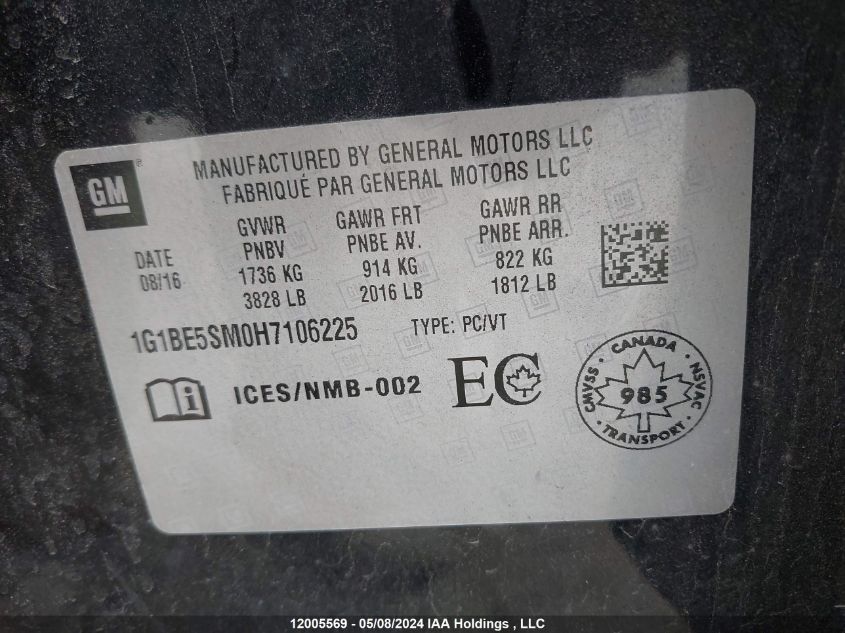 GM
MANUFACTURED BY GENERAL MOTORS LLC
FABRIQUÉ PAR GENERAL MOTORS LLC
DATE
08/16
GVWR
PNBV
1736 KG
3828 LB
GAWR FRT
PNBE AV.
914 KG
2016 LB
GAWR RR
PNBE ARR.
822 KG
1812 LB
1G1BE5SM0H7106225
TYPE: PC/VT
ICES/NMB-002
EC
CANADA
CMVSS
985
NSVAC
TRANSPORT
12005569 - 05/08/2024 IAA Holdings , LLC